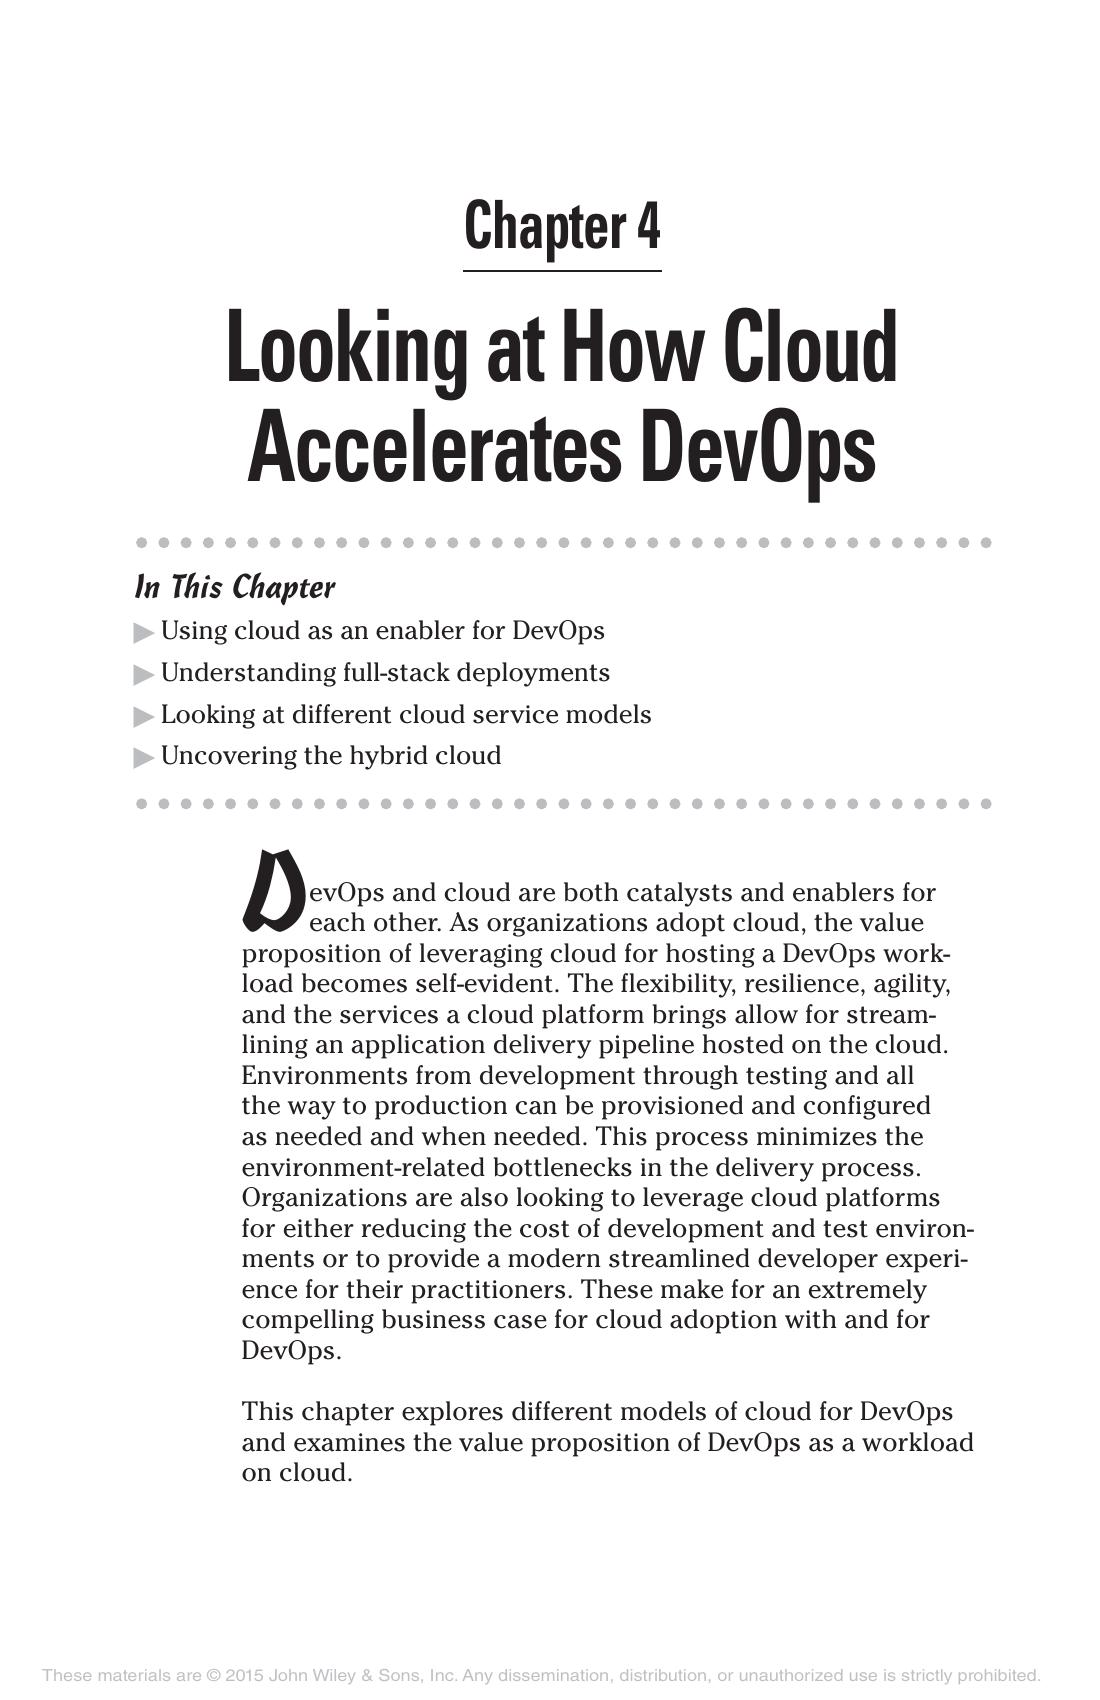 Chapter 4
Looking at How Cloud
Accelerates DevOps
In This Chapter
▶ Using cloud as an enabler for DevOps
▶ Understanding full-stack deployments
▶ Looking at different cloud service models
▶ Uncovering the hybrid cloud
DevOps and cloud are both catalysts and enablers for
each other. As organizations adopt cloud, the value
proposition of leveraging cloud for hosting a DevOps work-
load becomes self-evident. The flexibility, resilience, agility,
and the services a cloud platform brings allow for stream-
lining an application delivery pipeline hosted on the cloud.
Environments from development through testing and all
the way to production can be provisioned and configured
as needed and when needed. This process minimizes the
environment-related bottlenecks in the delivery process.
Organizations are also looking to leverage cloud platforms
for either reducing the cost of development and test environ-
ments or to provide a modern streamlined developer experi-
ence for their practitioners. These make for an extremely
compelling business case for cloud adoption with and for
DevOps.
This chapter explores different models of cloud for DevOps
and examines the value proposition of DevOps as a workload
on cloud.
These materials are © 2015 John Wiley & Sons, Inc. Any dissemination, distribution, or unauthorized use is strictly prohibited.